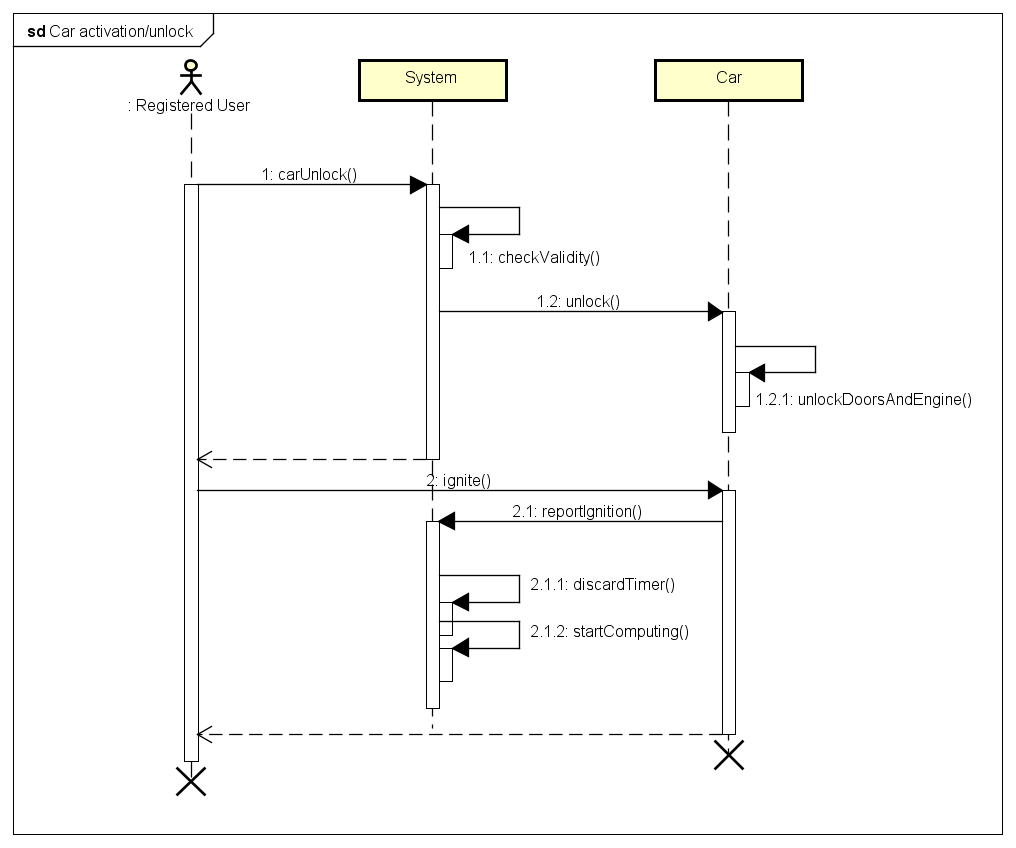 sd Car activation/unlock
: Registered User
System
Car
1: carUnlock()
1.1: checkValidity()
1.2: unlock()
1.2.1: unlockDoorsAndEngine()
2: ignite()
2.1: reportIgnition()
2.1.1: discardTimer()
2.1.2: startComputing()